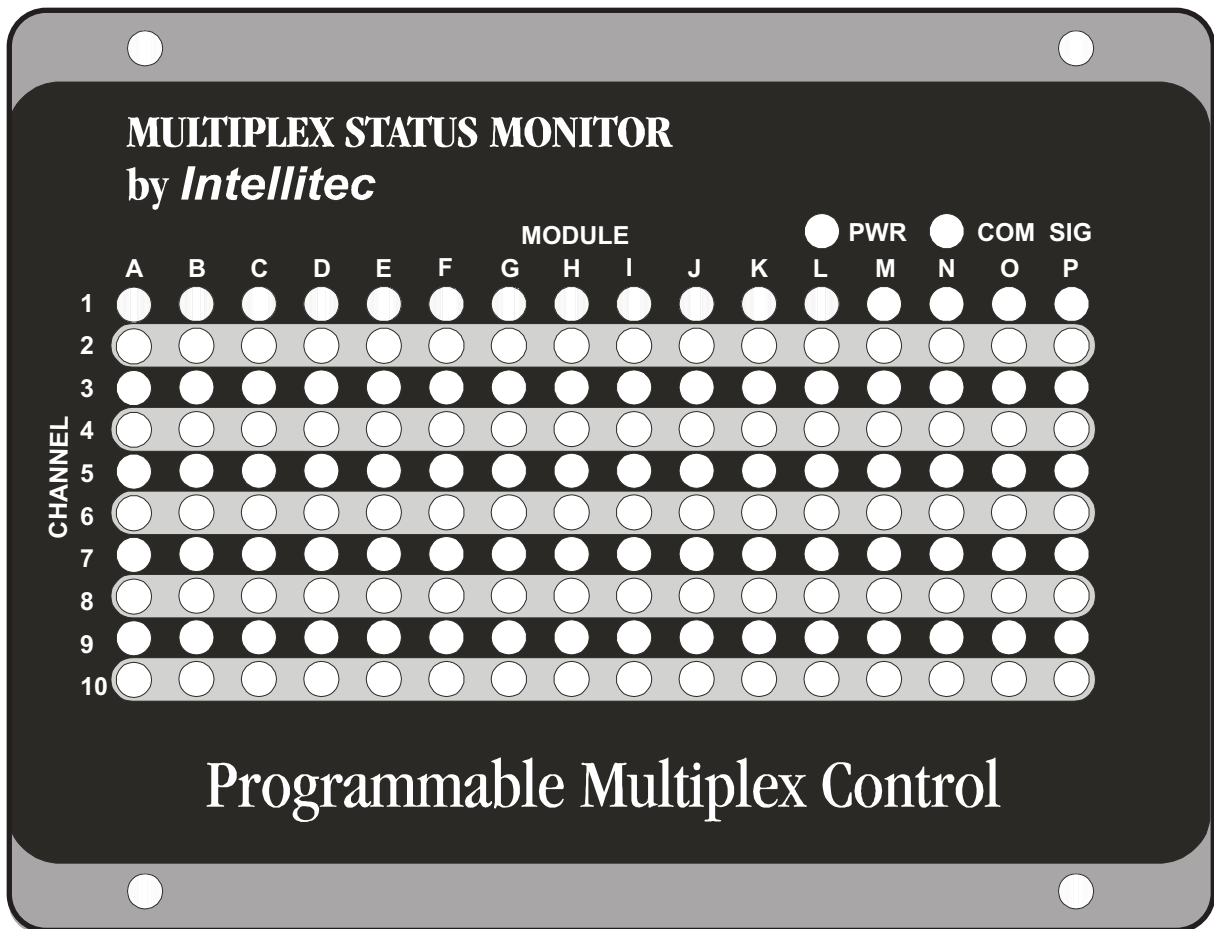 MULTIPLEX STATUS MONITOR
by Intellitec
PWR COM SIG
MODULE
A B C D E F G H I J K L M N O P
CHANNEL
1
2
3
4
5
6
7
8
9
10
Programmable Multiplex Control